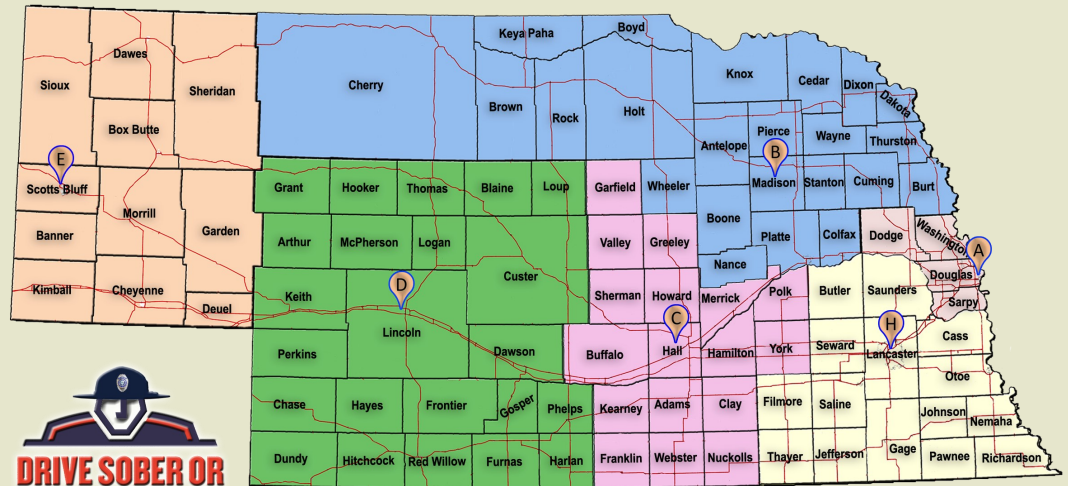 Keya Paha
Boyd
Dawes
Sioux
Sheridan
Cherry
Brown
Rock
Holt
Knox
Cedar
Dixon
Dakota
Box Butte
Antelope
Pierce
Wayne
Thurston
E
B
Scotts Bluff
Morrill
Grant
Hooker
Thomas
Blaine
Loup
Garfield
Wheeler
Madison
Stanton
Cuming
Burt
Banner
Garden
Arthur
McPherson
Logan
Custer
Valley
Greeley
Boone
Platte
Colfax
Dodge
Washington
A
Nance
Douglas
Kimball
Cheyenne
Deuel
Keith
D
Lincoln
Sherman
Howard
Merrick
Polk
Butler
Saunders
Sarpy
C
H
Perkins
Dawson
Buffalo
Hall
Hamilton
York
Seward
Lancaster
Cass
Otoe
Chase
Hayes
Frontier
Gosper
Phelps
Kearney
Adams
Clay
Filmore
Saline
Johnson
Nemaha
Dundy
Hitchcock
Red Willow
Furnas
Harlan
Franklin
Webster
Nuckolls
Thayer
Jefferson
Gage
Pawnee
Richardson
DRIVE SOBER OR